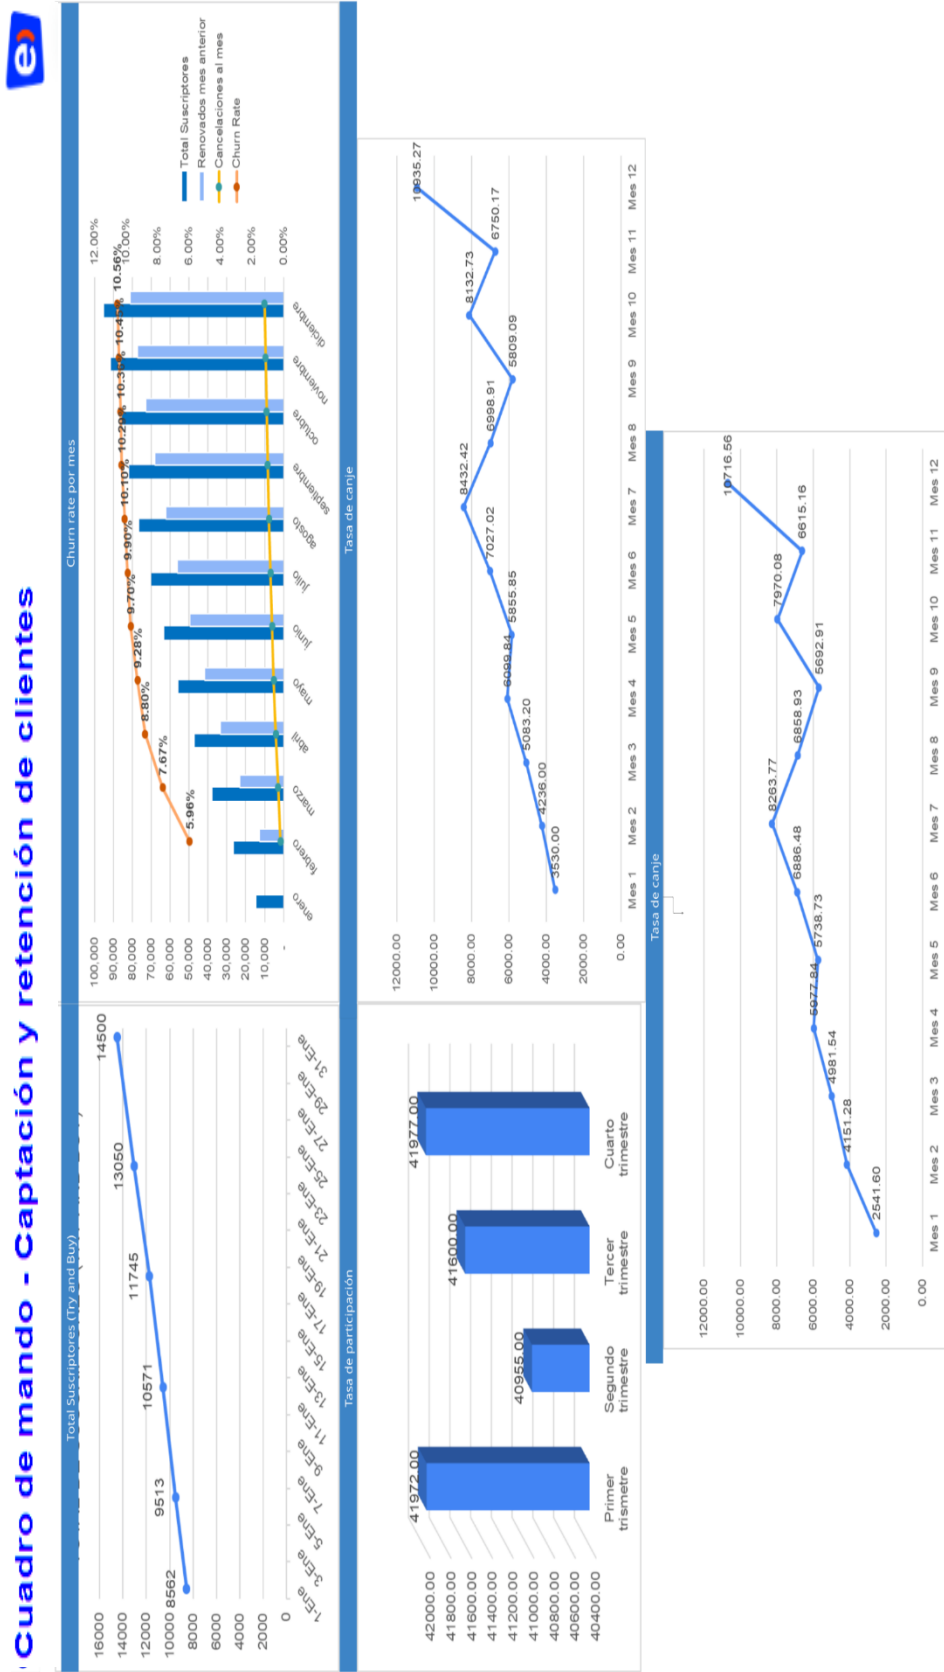 Cuadro de mando - Captación y retención de clientes
e
Total Suscriptores (Try and Buy)
16000
14000
12000
10000
8000
6000
4000
2000
0
8562
9513
10571
11745
13050
14500
1-Ene
3-Ene
5-Ene
7-Ene
9-Ene
11-Ene
13-Ene
15-Ene
17-Ene
19-Ene
21-Ene
23-Ene
25-Ene
27-Ene
29-Ene
31-Ene
Churn rate por mes
100,000
90,000
80,000
70,000
60,000
50,000
40,000
30,000
20,000
10,000
-
5.96%
7.67%
8.80%
9.28%
9.70%
9.90%
10.10%
10.29%
10.45%
10.56%
12.00%
10.00%
8.00%
6.00%
4.00%
2.00%
0.00%
enero
febrero
marzo
abril
mayo
junio
julio
agosto
septiembre
octubre
noviembre
diciembre
Total Suscriptores
Renovados mes anterior
Cancelaciones al mes
Churn Rate
Tasa de participación
42000.00
41800.00
41600.00
41400.00
41200.00
41000.00
40800.00
40600.00
40400.00
41972.00
40955.00
41600.00
41977.00
Primer
trismetre
Segundo
trimestre
Tercer
trimestre
Cuarto
trimestre
Tasa de canje
12000.00
10000.00
8000.00
6000.00
4000.00
2000.00
0.00
3530.00
4236.00
5083.20
6099.84
5855.85
7027.02
8432.42
6998.91
5809.09
8132.73
6750.17
10935.27
Mes 1
Mes 2
Mes 3
Mes 4
Mes 5
Mes 6
Mes 7
Mes 8
Mes 9
Mes 10
Mes 11
Mes 12
Tasa de canje
12000.00
10000.00
8000.00
6000.00
4000.00
2000.00
0.00
2541.60
4151.28
4981.54
5977.84
5738.73
6886.48
8263.77
6858.93
5692.91
7970.08
6615.16
10716.56
Mes 1
Mes 2
Mes 3
Mes 4
Mes 5
Mes 6
Mes 7
Mes 8
Mes 9
Mes 10
Mes 11
Mes 12